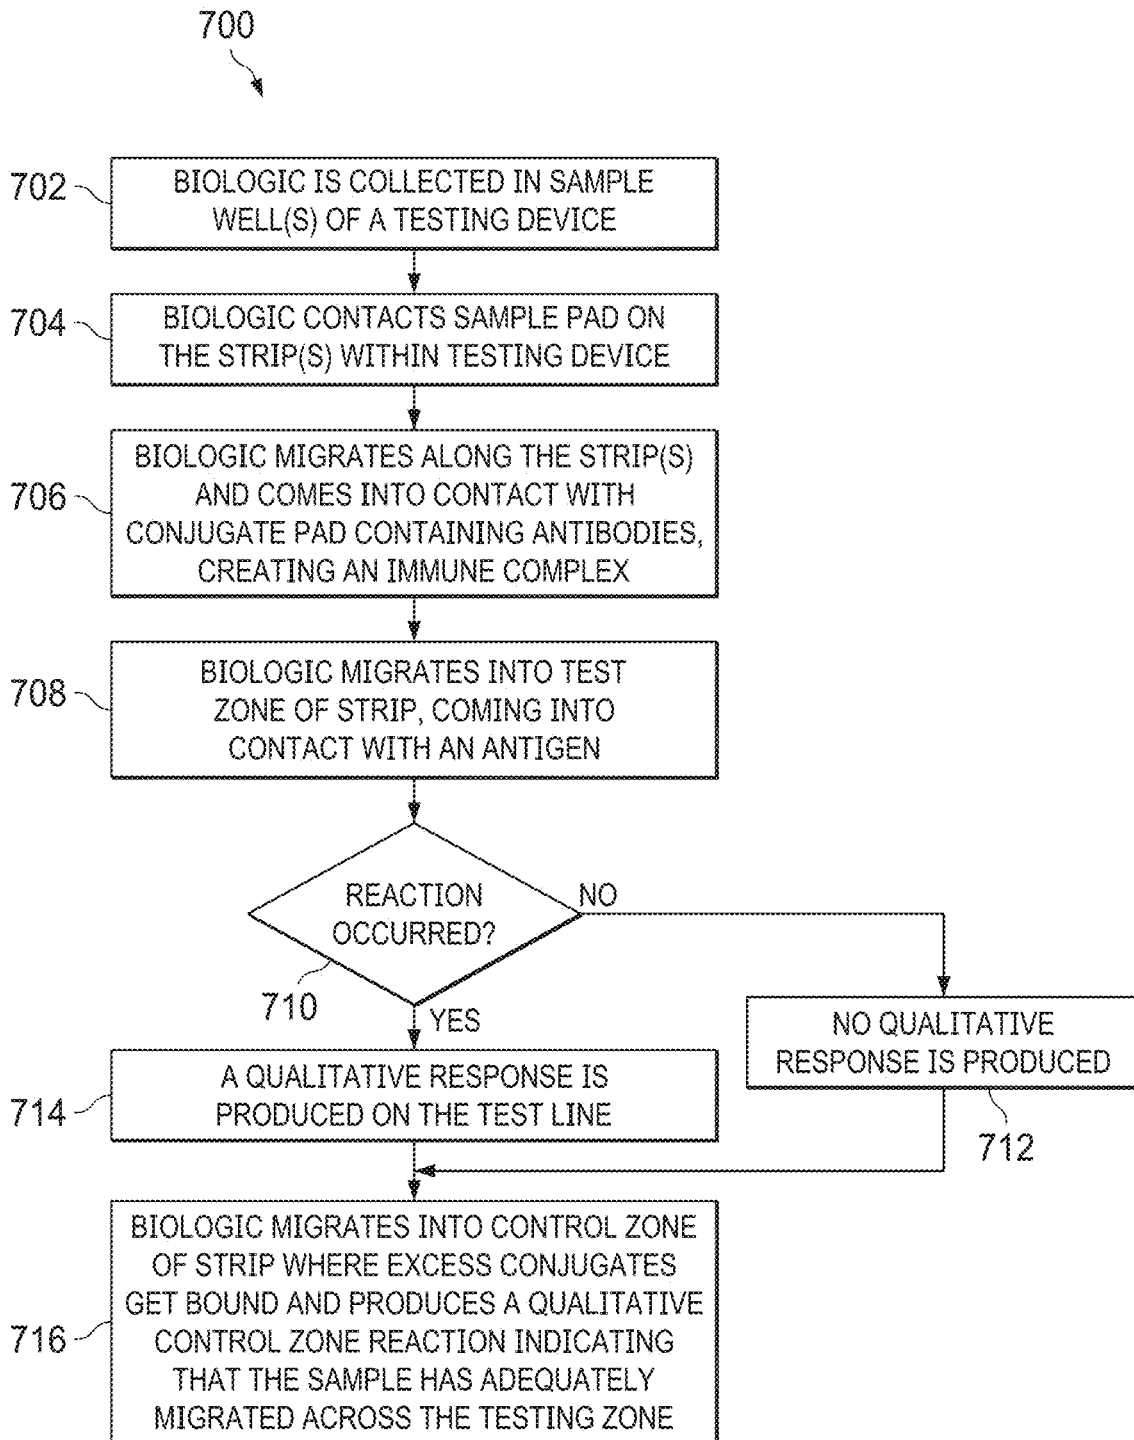 700
702
BIOLOGIC IS COLLECTED IN SAMPLE
WELL(S) OF A TESTING DEVICE
704
BIOLOGIC CONTACTS SAMPLE PAD ON
THE STRIP(S) WITHIN TESTING DEVICE
706
BIOLOGIC MIGRATES ALONG THE STRIP(S)
AND COMES INTO CONTACT WITH
CONJUGATE PAD CONTAINING ANTIBODIES,
CREATING AN IMMUNE COMPLEX
708
BIOLOGIC MIGRATES INTO TEST
ZONE OF STRIP, COMING INTO
CONTACT WITH AN ANTIGEN
REACTION
OCCURRED?
710
NO
YES
NO QUALITATIVE
RESPONSE IS PRODUCED
712
714
A QUALITATIVE RESPONSE IS
PRODUCED ON THE TEST LINE
716
BIOLOGIC MIGRATES INTO CONTROL ZONE
OF STRIP WHERE EXCESS CONJUGATES
GET BOUND AND PRODUCES A QUALITATIVE
CONTROL ZONE REACTION INDICATING
THAT THE SAMPLE HAS ADEQUATELY
MIGRATED ACROSS THE TESTING ZONE